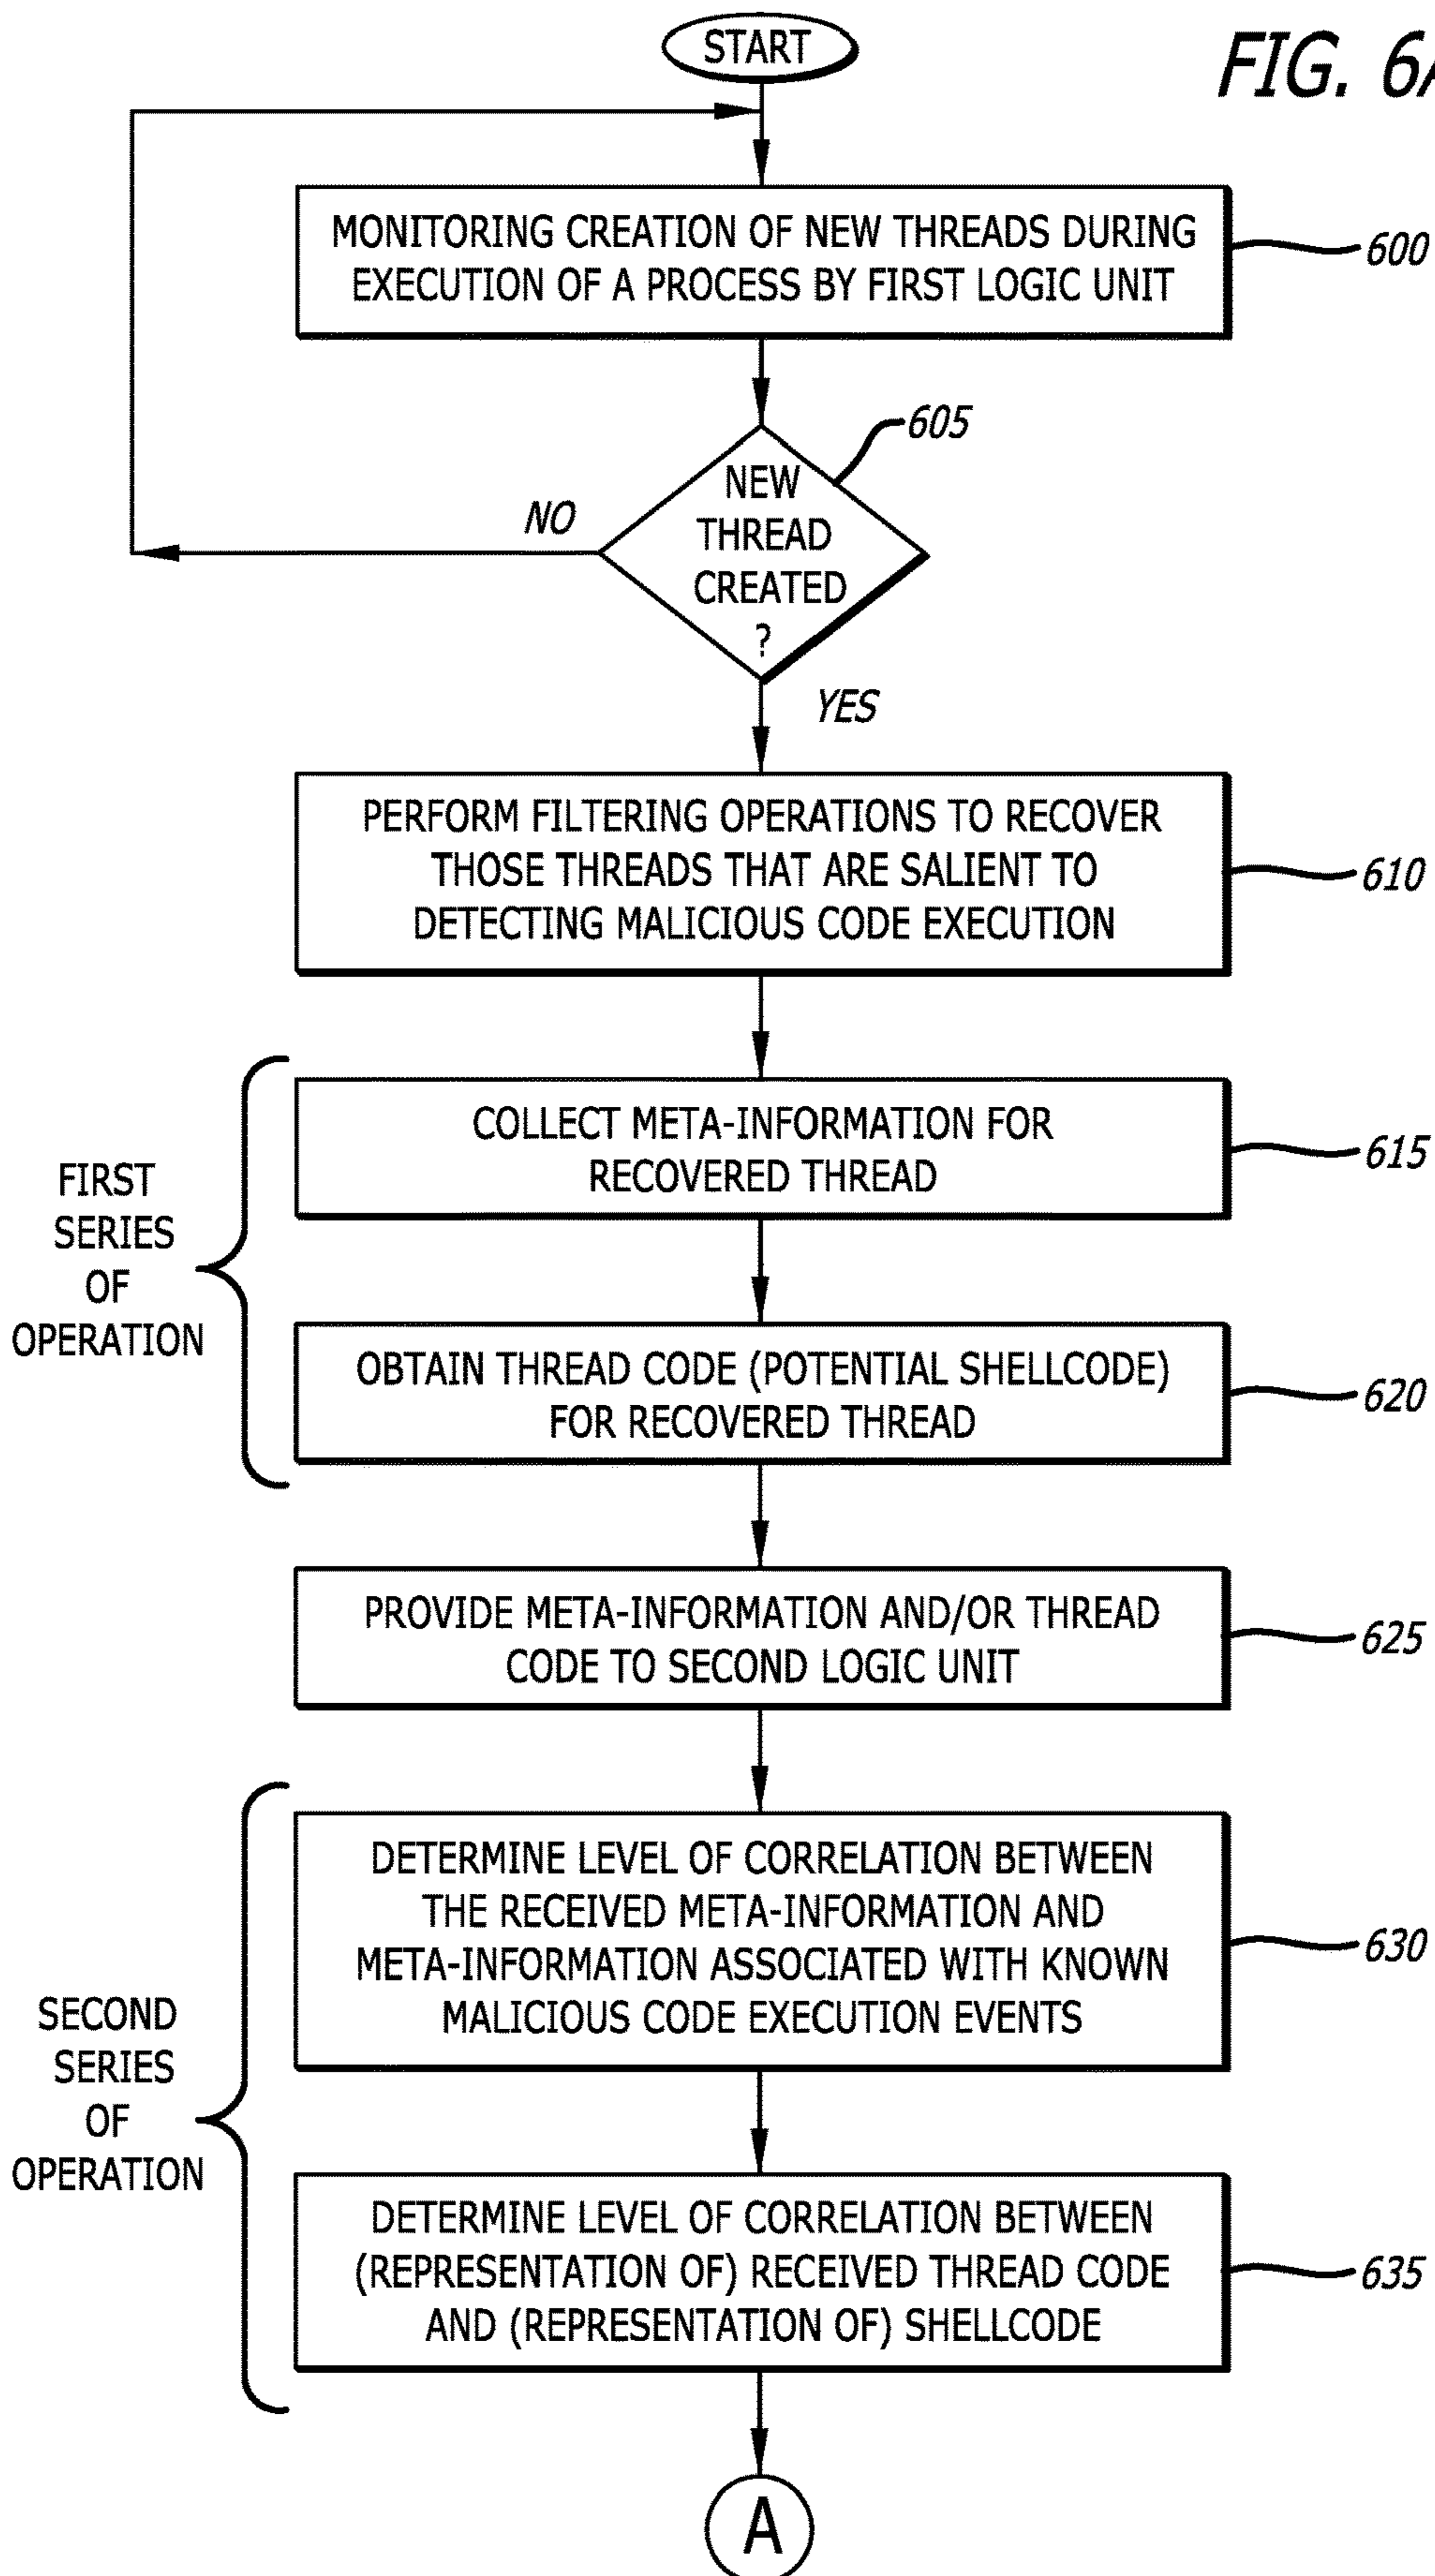 START
FIG. 6A
MONITORING CREATION OF NEW THREADS DURING
EXECUTION OF A PROCESS BY FIRST LOGIC UNIT
600
605
NEW
THREAD
CREATED
?
NO
YES
PERFORM FILTERING OPERATIONS TO RECOVER
THOSE THREADS THAT ARE SALIENT TO
DETECTING MALICIOUS CODE EXECUTION
610
FIRST
SERIES
OF
OPERATION
COLLECT META-INFORMATION FOR
RECOVERED THREAD
615
OBTAIN THREAD CODE (POTENTIAL SHELLCODE)
FOR RECOVERED THREAD
620
PROVIDE META-INFORMATION AND/OR THREAD
CODE TO SECOND LOGIC UNIT
625
SECOND
SERIES
OF
OPERATION
DETERMINE LEVEL OF CORRELATION BETWEEN
THE RECEIVED META-INFORMATION AND
META-INFORMATION ASSOCIATED WITH KNOWN
MALICIOUS CODE EXECUTION EVENTS
630
DETERMINE LEVEL OF CORRELATION BETWEEN
(REPRESENTATION OF) RECEIVED THREAD CODE
AND (REPRESENTATION OF) SHELLCODE
635
A